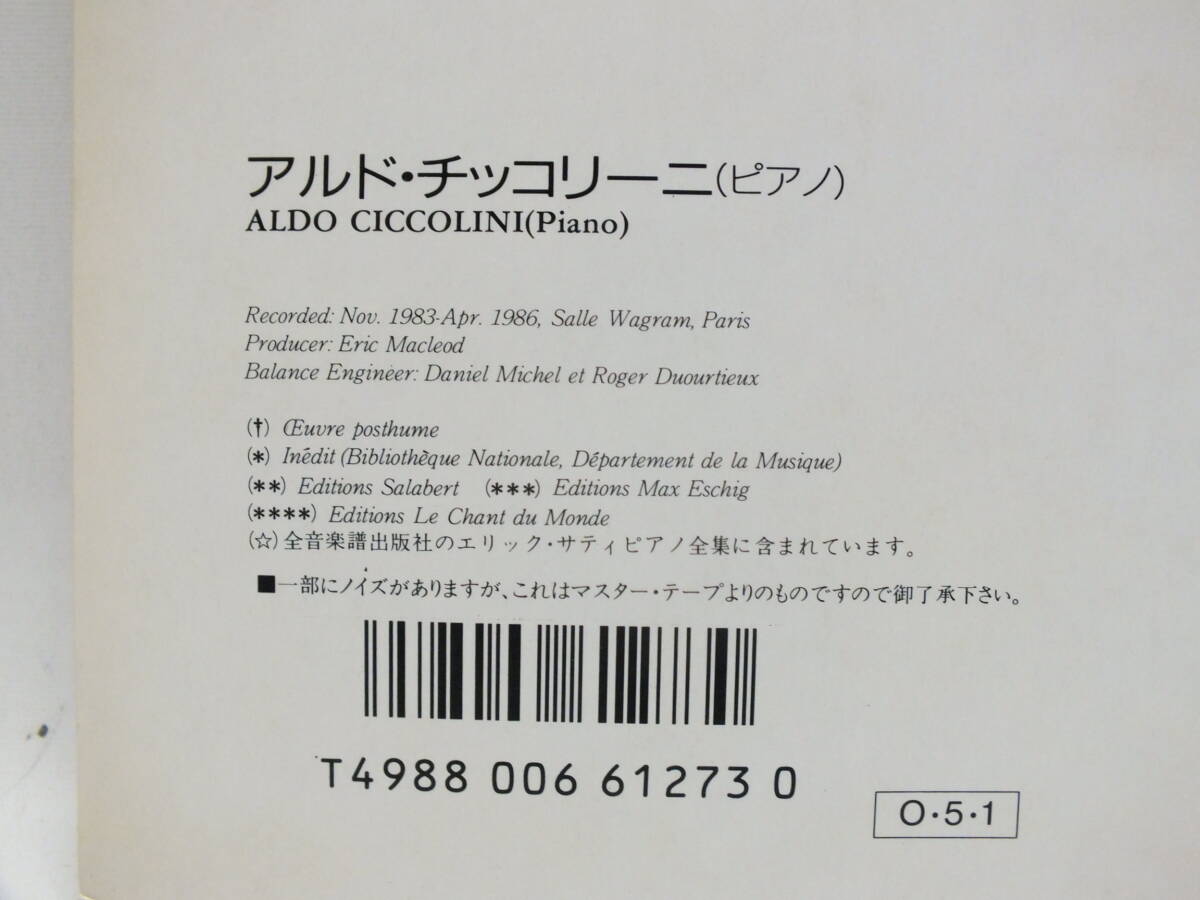 アルド・チッコリーニ(ピアノ)
ALDO CICCOLINI(Piano)
Recorded: Nov. 1983-Apr. 1986, Salle Wagram, Paris
Producer: Eric Macleod
Balance Engineer: Daniel Michel et Roger Duourtieux
(†) Œuvre posthume
(*) Inédit (Bibliothèque Nationale, Département de la Musique)
(**) Editions Salabert (***) Editions Max Eschig
(****) Editions Le Chant du Monde
(☆) 全音楽譜出版社のエリック・サティピアノ全集に含まれています。
■一部にノイズがありますが、これはマスター・テープよりのものですので御了承下さい。
T4988 006 61273 0
O・5・1